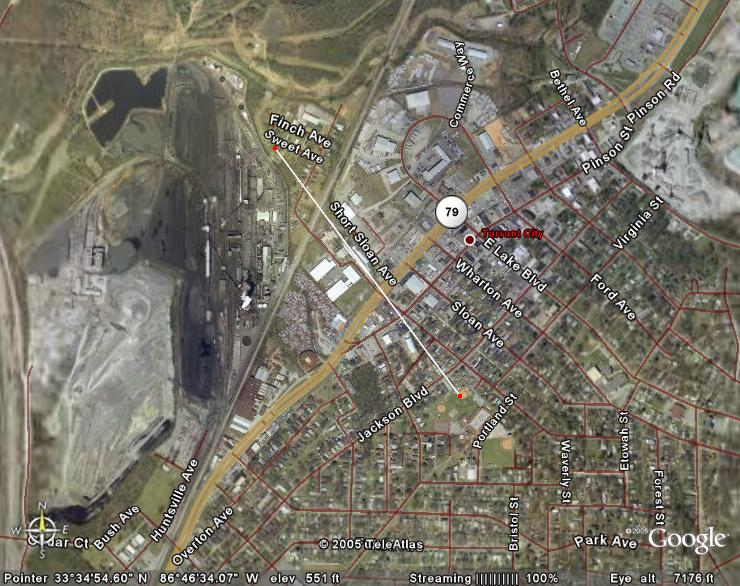 Commerce Way
Bethel Ave
Pinson St
Pinson Rd
Finch Ave
Sweet Ave
79
Tarrant City
Short Sloan Ave
E Lake Blvd
Virginia St
Wharton Ave
Ford Ave
Sloan Ave
Jackson Blvd
Portland St
Waverly St
Etowah St
Forest St
Bristol St
Huntsville Ave
Bush Ave
Overton Ave
Park Ave
N
W E
S
dar Ct
© 2005 TeleAtlas
© 2005
Google
Pointer 33°34'54.60" N 86°46'34.07" W elev 551 ft Streaming |||||||||| 100% Eye alt 7176 ft